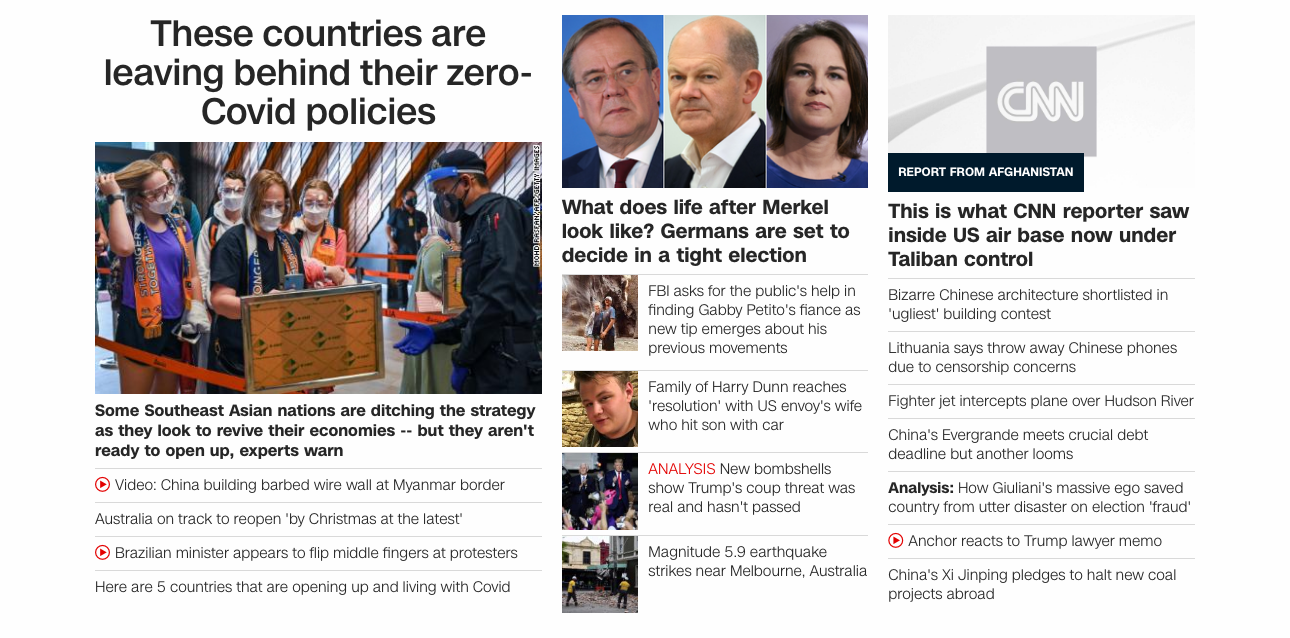 These countries are
leaving behind their zero-
Covid policies
MOHD RASFAN/AFP/GETTY IMAGES
STRONGER
TOGETHER
Some Southeast Asian nations are ditching the strategy
as they look to revive their economies -- but they aren't
ready to open up, experts warn
Video: China building barbed wire wall at Myanmar border
Australia on track to reopen 'by Christmas at the latest'
Brazilian minister appears to flip middle fingers at protesters
Here are 5 countries that are opening up and living with Covid
What does life after Merkel
look like? Germans are set to
decide in a tight election
FBI asks for the public's help in
finding Gabby Petito's fiance as
new tip emerges about his
previous movements
Family of Harry Dunn reaches
'resolution' with US envoy's wife
who hit son with car
ANALYSIS New bombshells
show Trump's coup threat was
real and hasn't passed
Magnitude 5.9 earthquake
strikes near Melbourne, Australia
CNN
REPORT FROM AFGHANISTAN
This is what CNN reporter saw
inside US air base now under
Taliban control
Bizarre Chinese architecture shortlisted in
'ugliest' building contest
Lithuania says throw away Chinese phones
due to censorship concerns
Fighter jet intercepts plane over Hudson River
China's Evergrande meets crucial debt
deadline but another looms
Analysis: How Giuliani's massive ego saved
country from utter disaster on election 'fraud'
Anchor reacts to Trump lawyer memo
China's Xi Jinping pledges to halt new coal
projects abroad